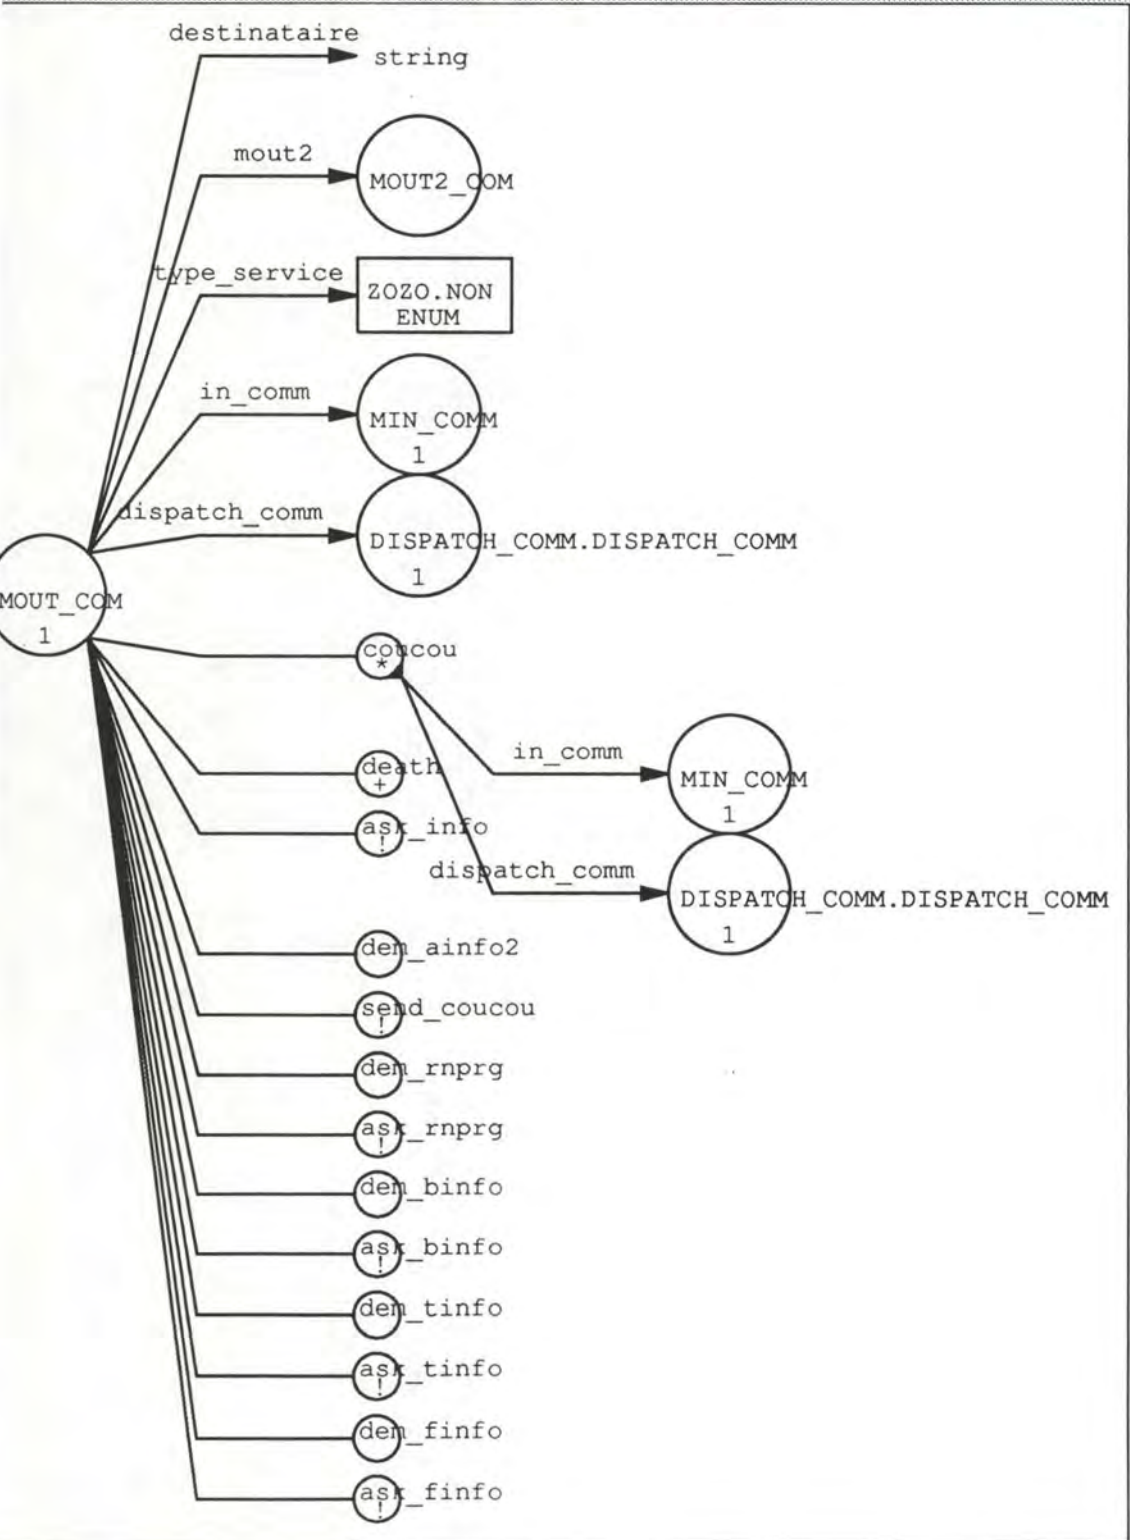 destinataire
string
mout2
MOUT2_COM
type_service
ZOZO.NON
ENUM
in_comm
MIN_COMM
1
dispatch_comm
DISPATCH_COMM.DISPATCH_COMM
1
MOUT_COM
1
coucou
*
in_comm
MIN_COMM
1
death
+
ask_info
!
dispatch_comm
DISPATCH_COMM.DISPATCH_COMM
1
dem_ainfo2
send_coucou
!
dem_rnprg
ask_rnprg
!
dem_binfo
ask_binfo
!
dem_tinfo
ask_tinfo
!
dem_finfo
ask_finfo
!